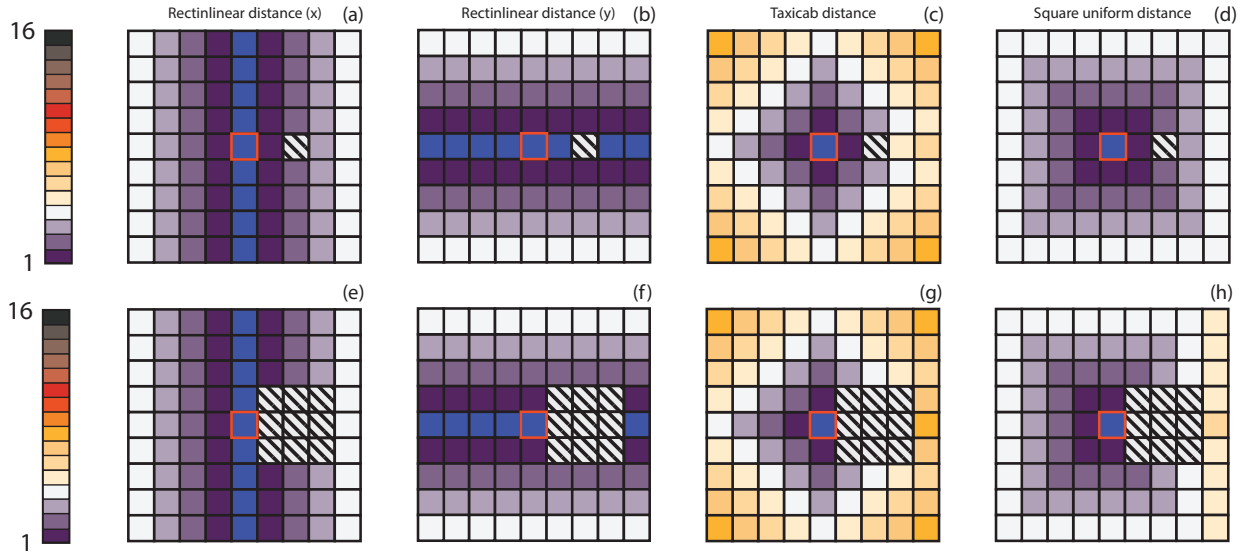 Rectinlinear distance (x)
(a)
Rectinlinear distance (y)
(b)
Taxicab distance
(c)
Square uniform distance
(d)
16
1
(e)
(f)
(g)
(h)
16
1